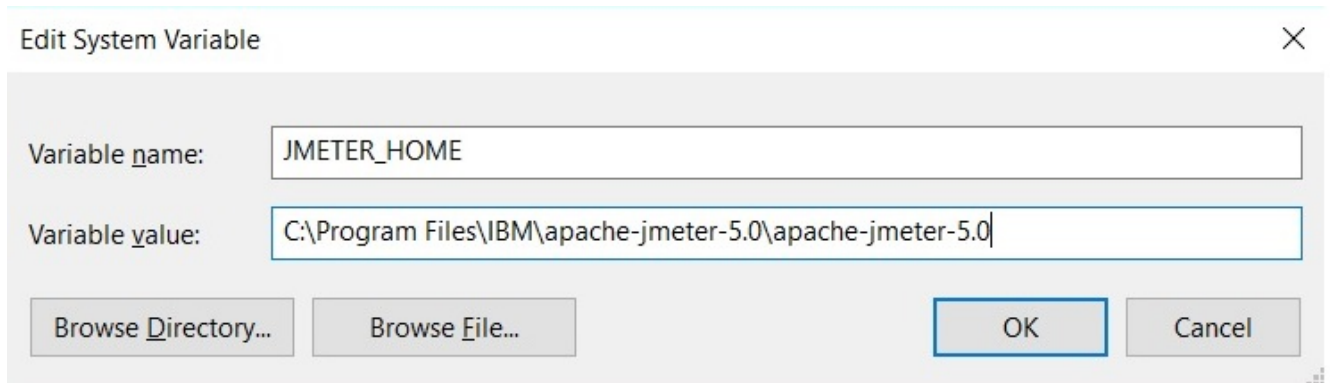 Edit System Variable
Variable name: JMETER_HOME
Variable value: C:\Program Files\IBM\apache-jmeter-5.0\apache-jmeter-5.0
Browse Directory... Browse File... OK Cancel